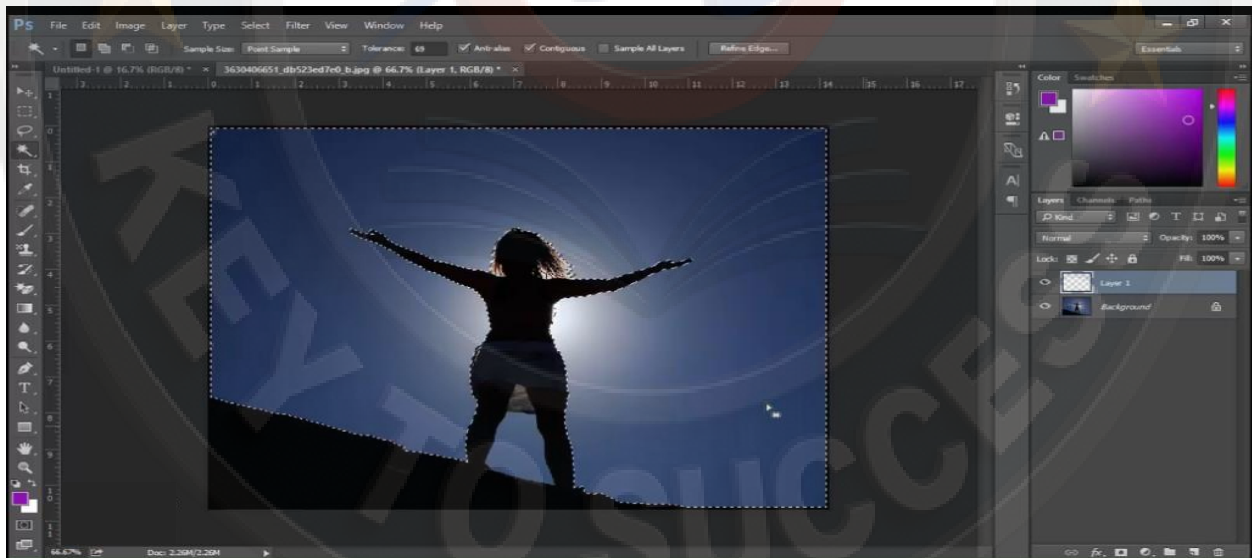 Ps File Edit Image Layer Type Select Filter View Window Help
Sample Size: Point Sample Tolerance: 69 Anti-alias Contiguous Sample All Layers Refine Edge... Essentials
Untitled-1 @ 16.7% (RGB/8) * × 3630406651_db523ed7e0_b.jpg @ 66.7% (Layer 1, RGB/8) * ×
Color Swatches
Layers Channels Paths
Kind
Normal Opacity: 100%
Lock: Fill: 100%
Layer 1
Background
66.67% Doc: 2.26M/2.26M
KEY TO SUCCESS